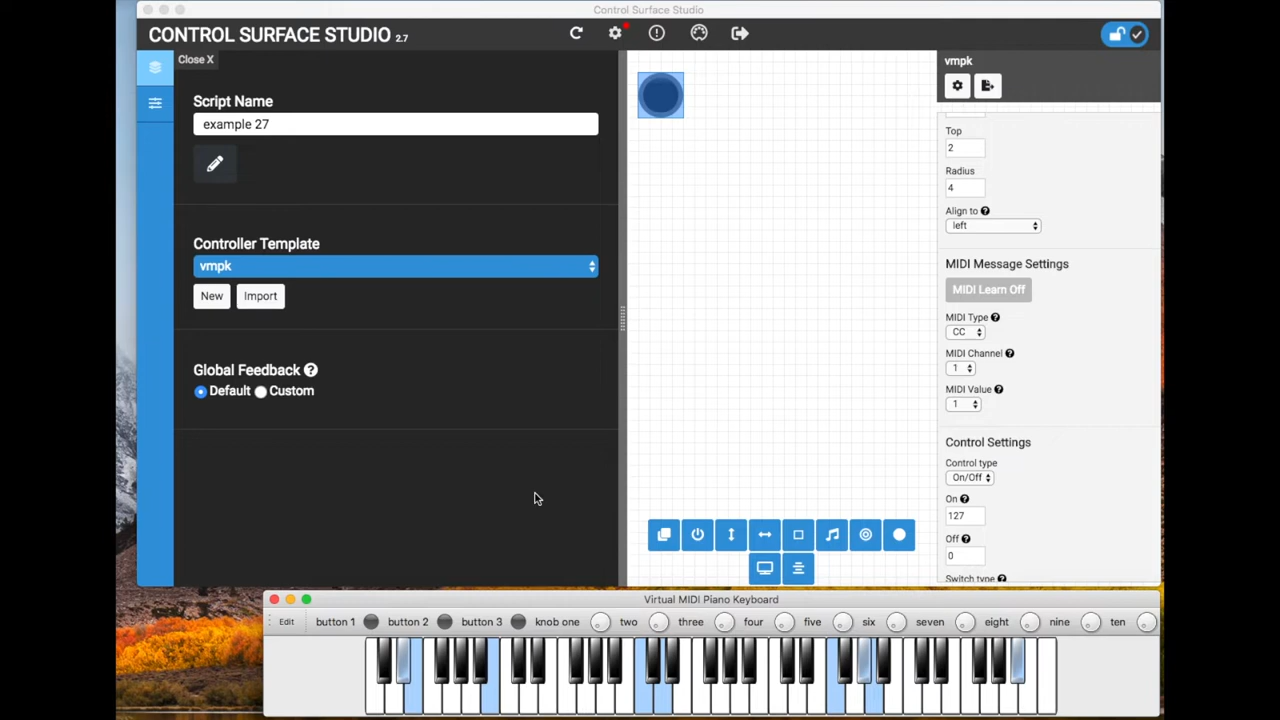 Control Surface Studio
CONTROL SURFACE STUDIO 2.7
Close X
Script Name
example 27
Controller Template
vmpk
New
Import
Global Feedback ?
Default
Custom
vmpk
Top
2
Radius
4
Align to ?
left
MIDI Message Settings
MIDI Learn Off
MIDI Type ?
CC
MIDI Channel ?
1
MIDI Value ?
1
Control Settings
Control type
On/Off
On ?
127
Off ?
0
Switch type
Virtual MIDI Piano Keyboard
Edit button 1 button 2 button 3 knob one two three four five six seven eight nine ten